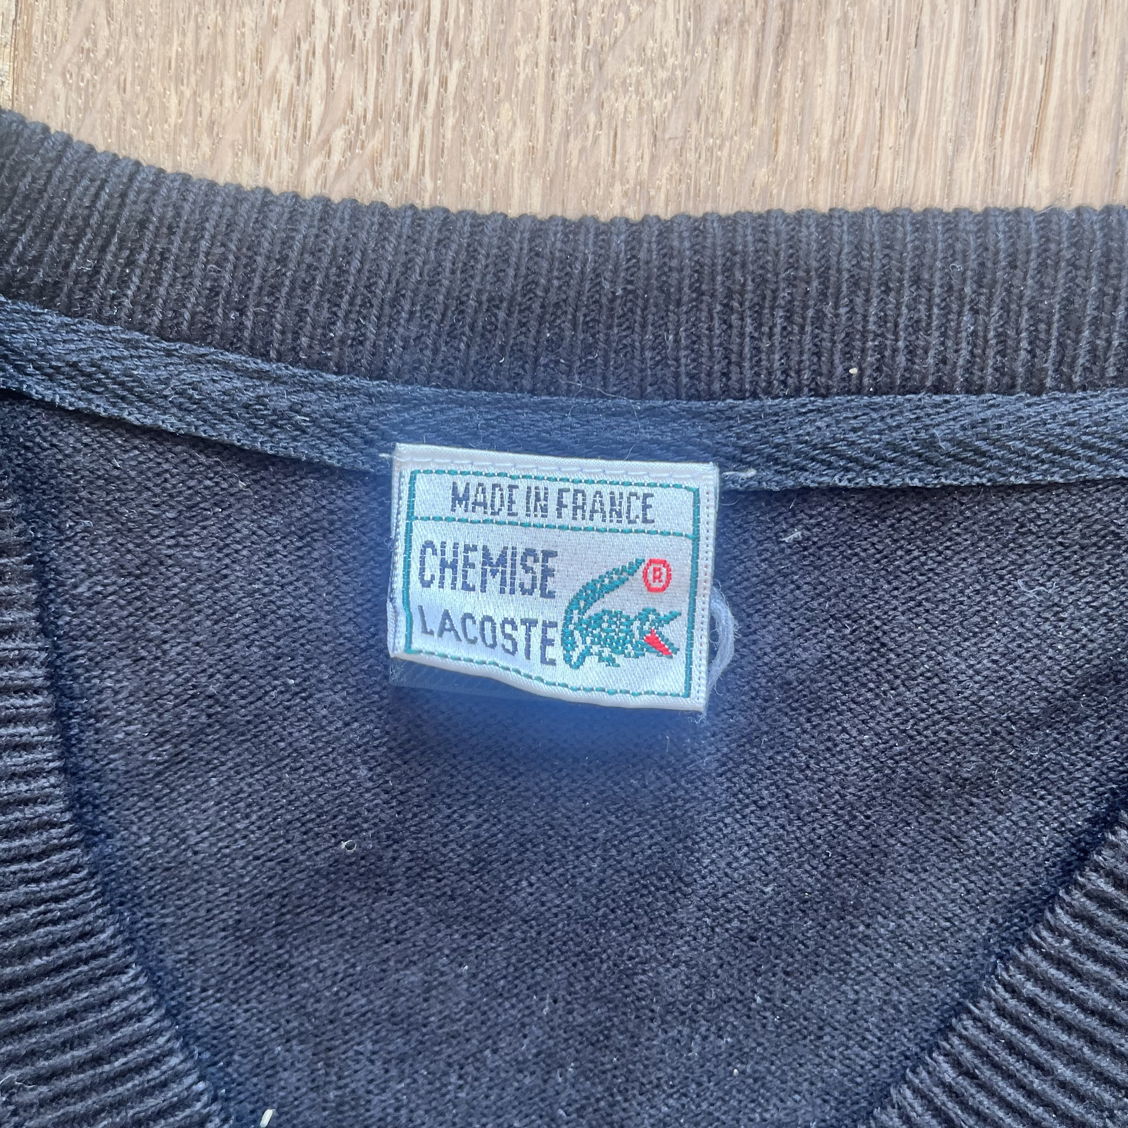 MADE IN FRANCE
CHEMISE
LACOSTE
®